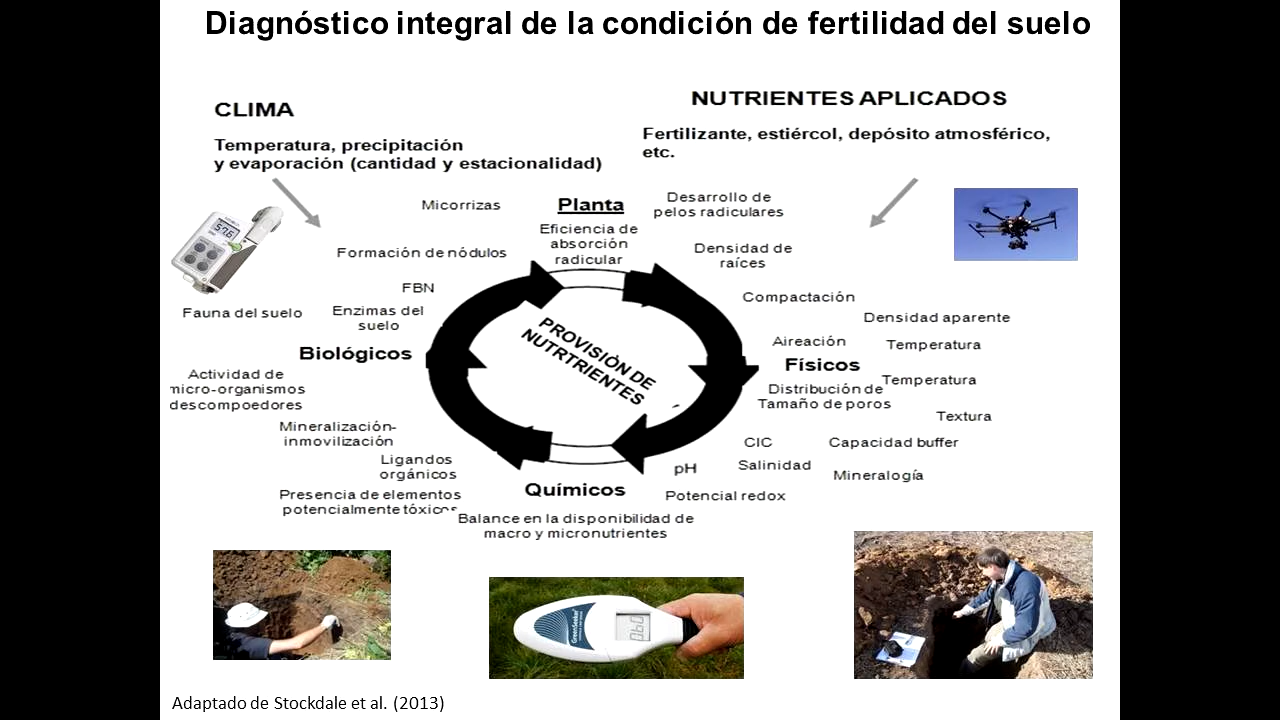 Diagnóstico integral de la condición de fertilidad del suelo
CLIMA
Temperatura, precipitación
y evaporación (cantidad y estacionalidad)
NUTRIENTES APLICADOS
Fertilizante, estiércol, depósito atmosférico,
etc.
Micorrizas
Planta
Eficiencia de
absorción
radicular
Desarrollo de
pelos radiculares
Formación de nódulos
Densidad de
raíces
FBN
Compactación
Fauna del suelo
Enzimas del
suelo
Densidad aparente
Aireación
Temperatura
Biológicos
PROVISIÓN DE
NUTRTRIENTES
Físicos
Actividad de
micro-organismos
descompoedores
Distribución de
Tamaño de poros
Temperatura
Textura
Mineralización-
inmovilización
CIC
Capacidad buffer
Ligandos
orgánicos
pH
Salinidad
Mineralogía
Presencia de elementos
potencialmente tóxicos
Químicos
Potencial redox
Balance en la disponibilidad de
macro y micronutrientes
57.6
GreenSeeker
Adaptado de Stockdale et al. (2013)